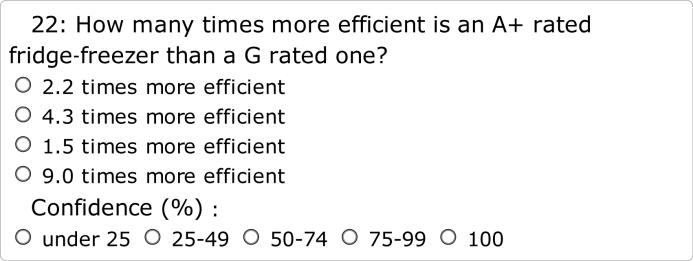 22: How many times more efficient is an A+ rated
fridge-freezer than a G rated one?
2.2 times more efficient
4.3 times more efficient
1.5 times more efficient
9.0 times more efficient
Confidence (%) :
under 25 25-49 50-74 75-99 100